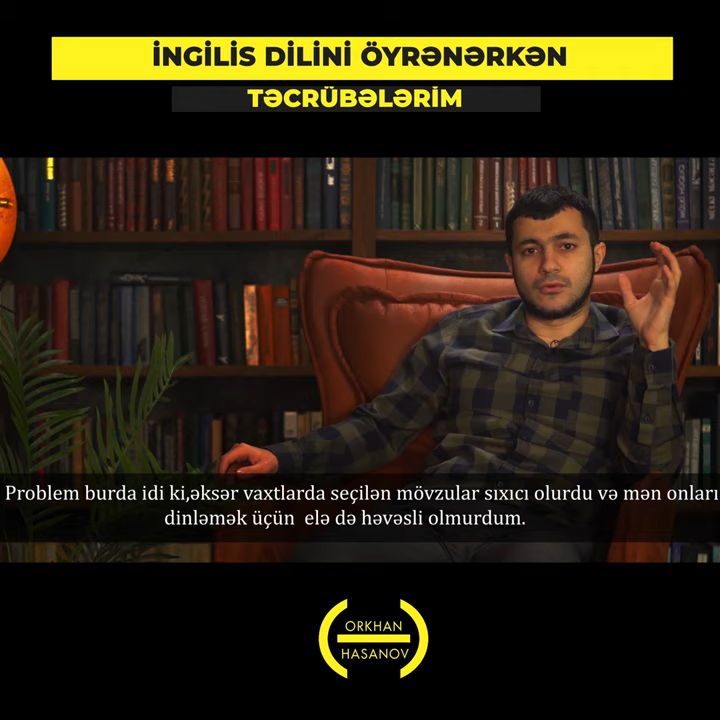 İNGİLİS DİLİNİ ÖYRƏNƏRKƏN
TƏCRÜBƏLƏRİM
Problem burda idi ki,əksər vaxtlarda seçilən mövzular sıxıcı olurdu və mən onları
dinləmək üçün elə də həvəsli olmurdum.
ORKHAN
HASANOV